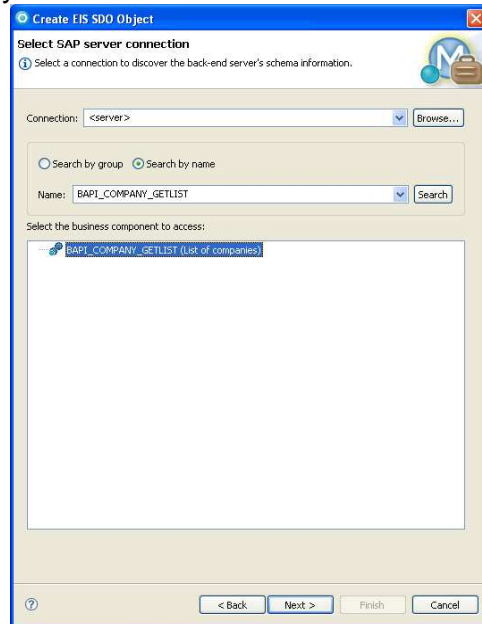 y
Create EIS SDO Object
Select SAP server connection
Select a connection to discover the back-end server's schema information.
Connection: <server> Browse...
Search by group Search by name
Name: BAPI_COMPANY_GETLIST Search
Select the business component to access:
BAPI_COMPANY_GETLIST (List of companies)
? < Back Next > Finish Cancel